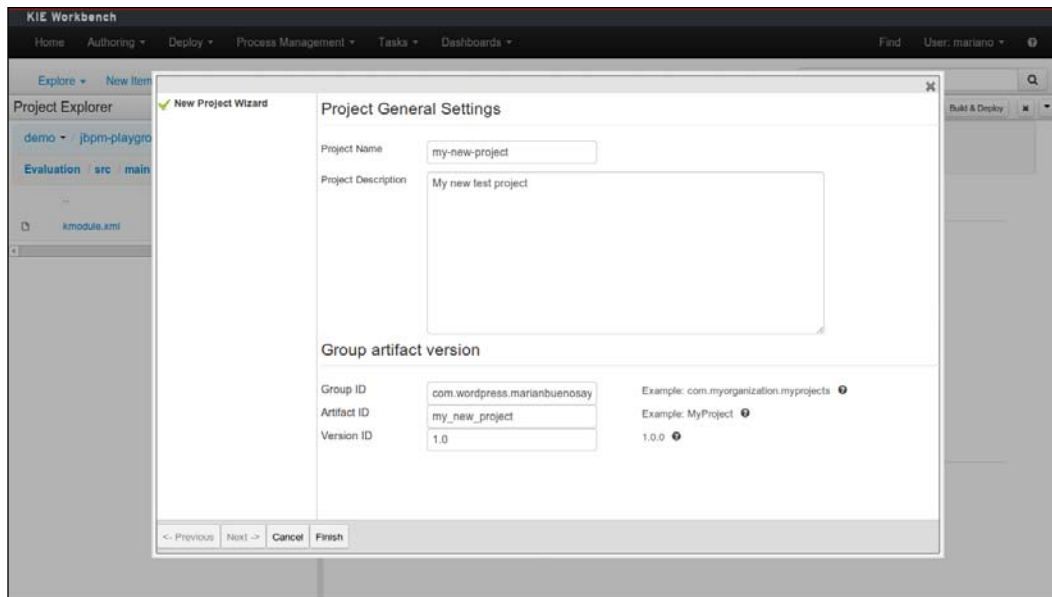 KIE Workbench
Home Authoring Deploy Process Management Tasks Dashboards Find User: mariano
Explore New Item
Project Explorer Build & Deploy
demo / jbpm-playgro
Evaluation / src / main
..
kmodule.xml
New Project Wizard
Project General Settings
Project Name my-new-project
Project Description My new test project
Group artifact version
Group ID com.wordpress.marianbuenosay Example: com.myorganization.myprojects
Artifact ID my_new_project Example: MyProject
Version ID 1.0 1.0.0
<- Previous Next -> Cancel Finish